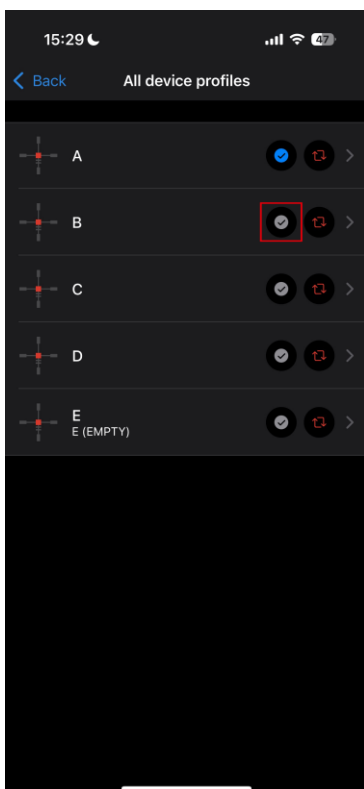 15:29
47
Back
All device profiles
A
B
C
D
E
E (EMPTY)